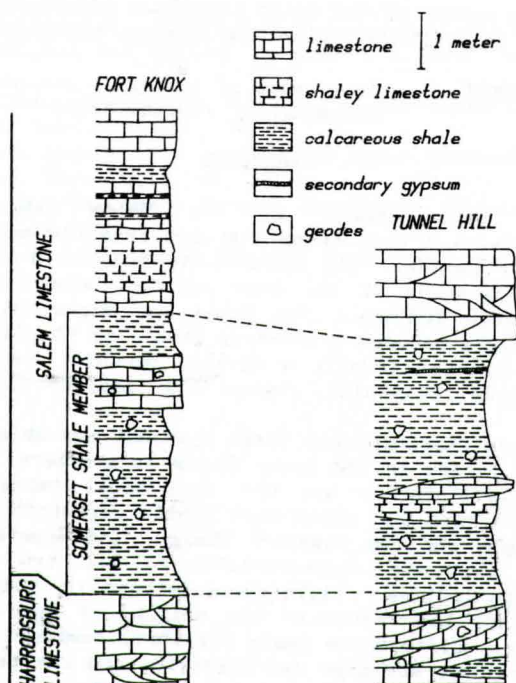 limestone
1 meter
FORT KNOX
shaley limestone
calcareous shale
secondary gypsum
geodes
TUNNEL HILL
SALEM LIMESTONE
SOMERSET SHALE MEMBER
HARRODSBURG
LIMESTONE